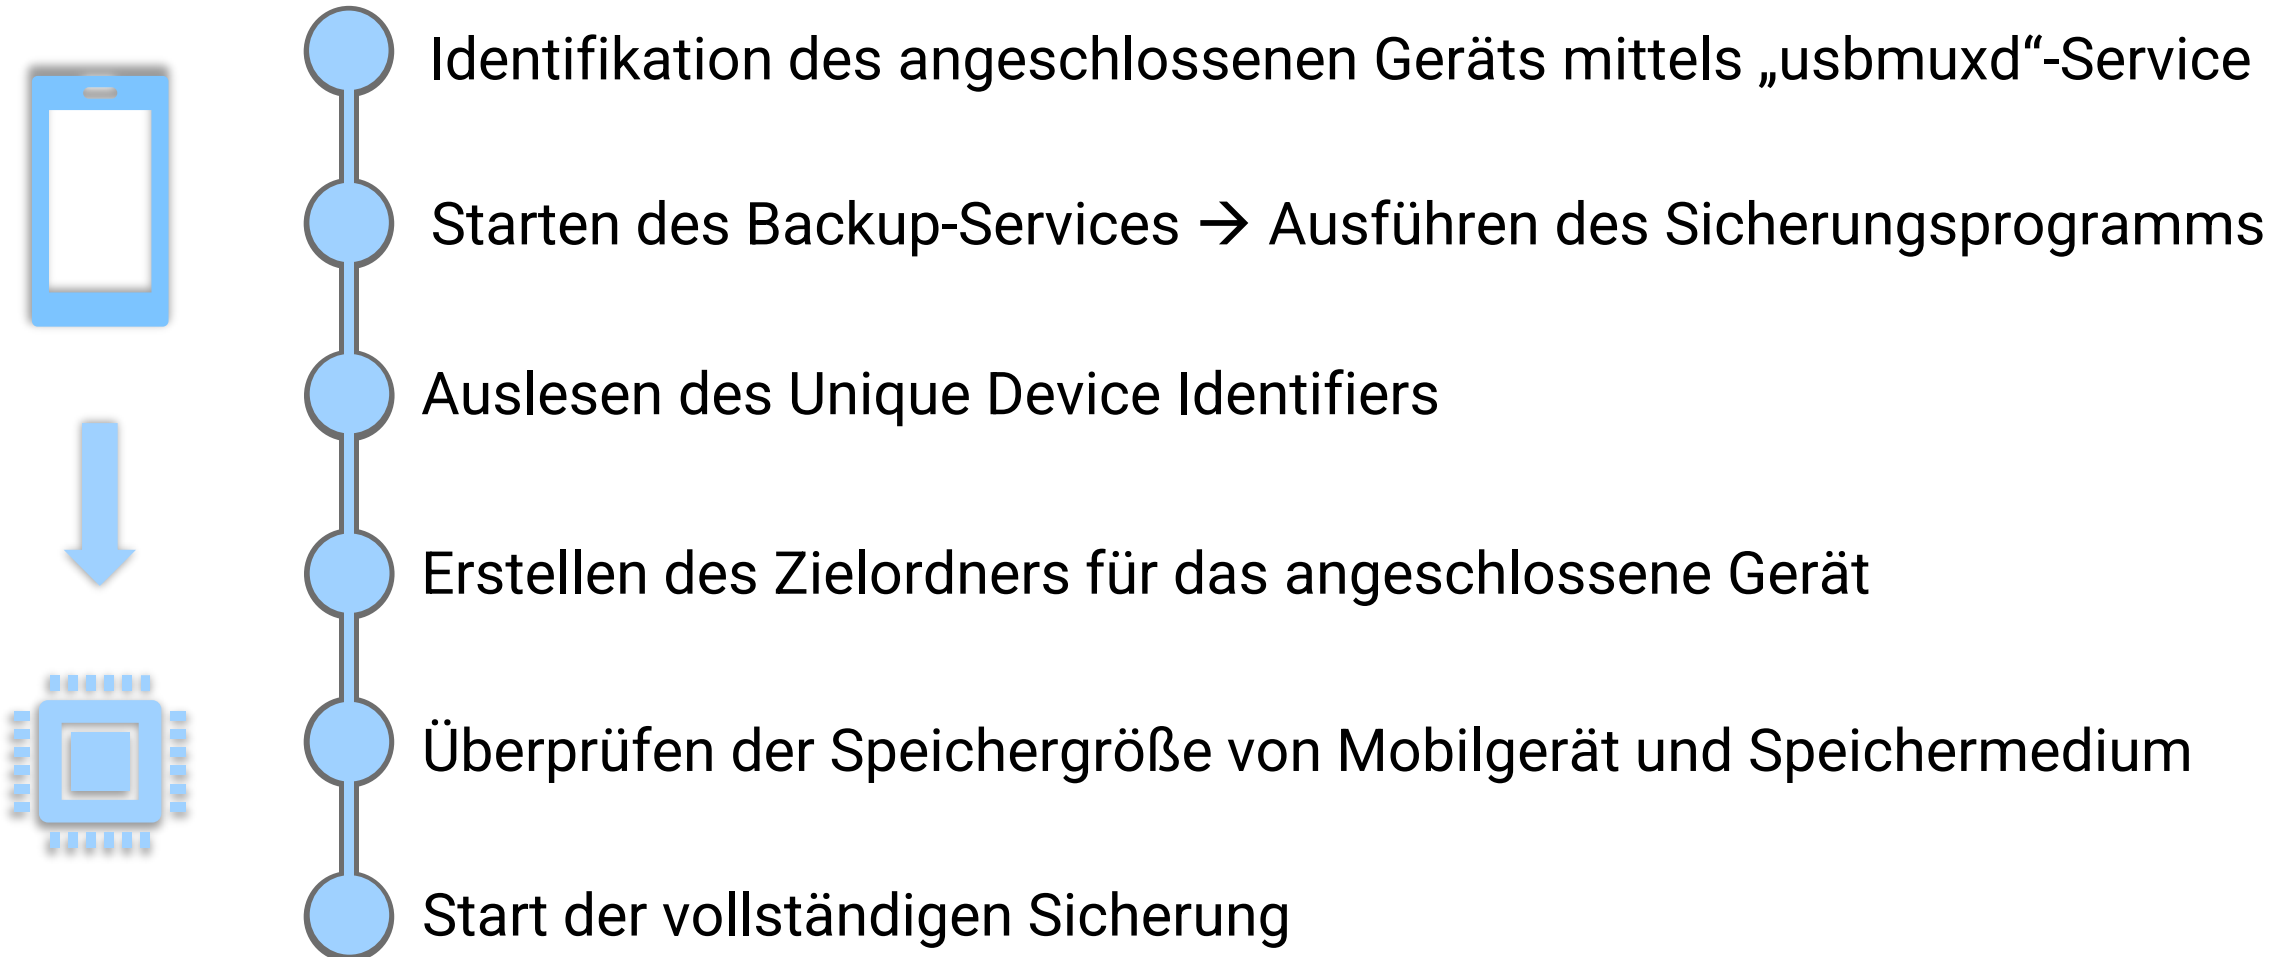 Identifikation des angeschlossenen Geräts mittels „usbmuxd“-Service
Starten des Backup-Services → Ausführen des Sicherungsprogramms
Auslesen des Unique Device Identifiers
Erstellen des Zielordners für das angeschlossene Gerät
Überprüfen der Speichergröße von Mobilgerät und Speichermedium
Start der vollständigen Sicherung